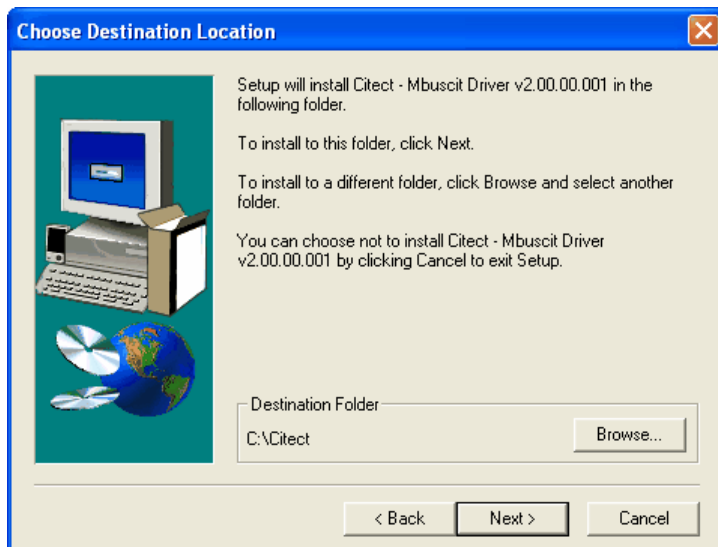 Choose Destination Location
Setup will install Citect - Mbuscit Driver v2.00.00.001 in the
following folder.
To install to this folder, click Next.
To install to a different folder, click Browse and select another
folder.
You can choose not to install Citect - Mbuscit Driver
v2.00.00.001 by clicking Cancel to exit Setup.
Destination Folder
C:\Citect
Browse...
< Back
Next >
Cancel